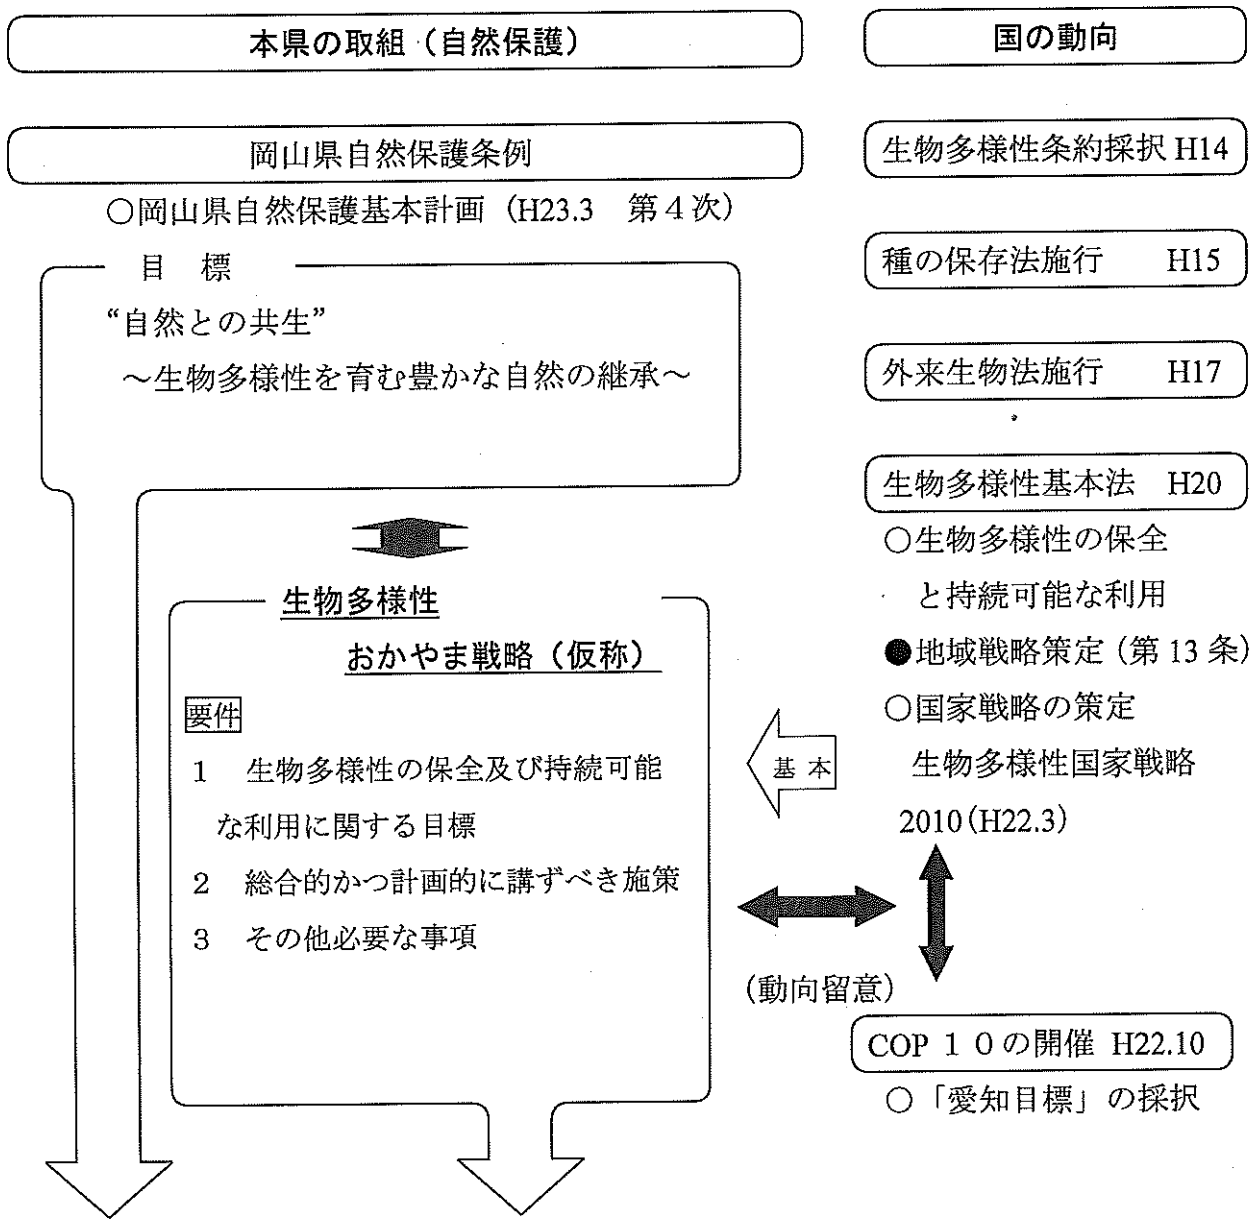 本県の取組（自然保護）
岡山県自然保護条例
○岡山県自然保護基本計画（H23.3　第４次）
目　標
“自然との共生”
～生物多様性を育む豊かな自然の継承～
生物多様性
おかやま戦略（仮称）
要件
１　生物多様性の保全及び持続可能
な利用に関する目標
２　総合的かつ計画的に講ずべき施策
３　その他必要な事項
国の動向
生物多様性条約採択 H14
種の保存法施行　　H15
外来生物法施行　　H17
生物多様性基本法　H20
○生物多様性の保全
と持続可能な利用
●地域戦略策定（第 13 条）
○国家戦略の策定
生物多様性国家戦略
2010（H22.3）
基 本
（動向留意）
COP １０の開催 H22.10
○「愛知目標」の採択